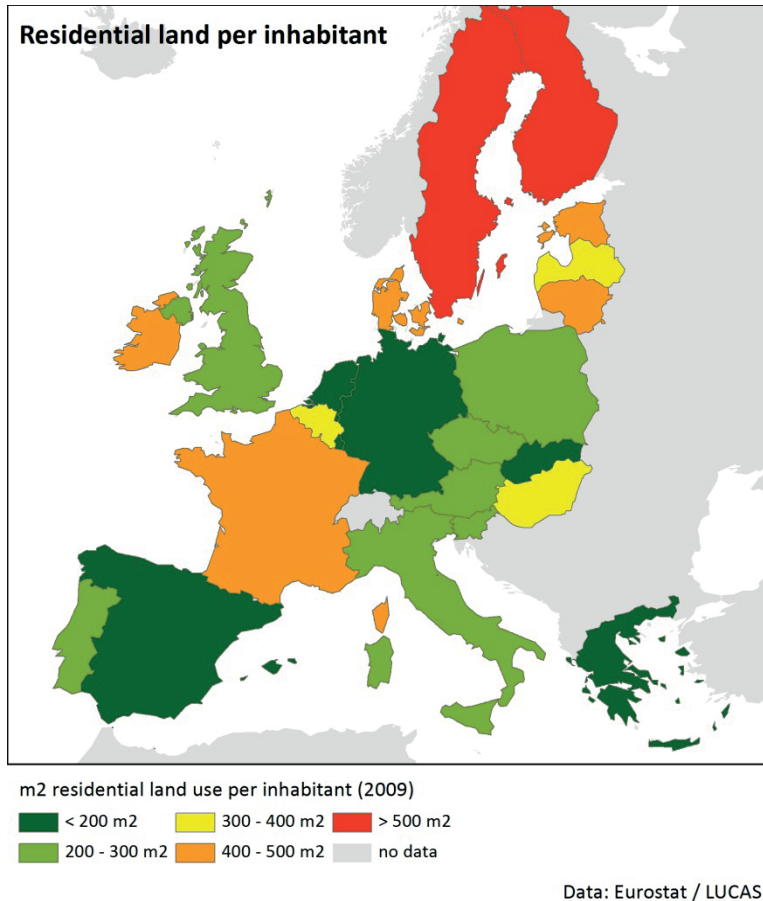 Residential land per inhabitant
m2 residential land use per inhabitant (2009)
< 200 m2
300 - 400 m2
> 500 m2
200 - 300 m2
400 - 500 m2
no data
Data: Eurostat / LUCAS